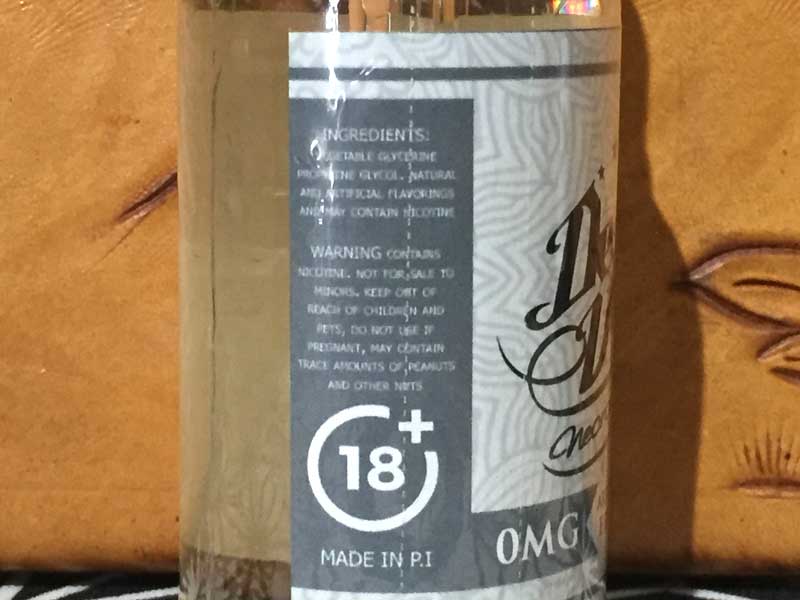 INGREDIENTS:
VEGETABLE GLYCERINE
PROPYLENE GLYCOL. NATURAL
AND ARTIFICIAL FLAVORINGS
AND MAY CONTAIN NICOTINE
WARNING CONTAINS
NICOTINE. NOT FOR SALE TO
MINORS. KEEP OUT OF
REACH OF CHILDREN AND
PETS, DO NOT USE IF
PREGNANT, MAY CONTAIN
TRACE AMOUNTS OF PEANUTS
AND OTHER NUTS
18+
MADE IN P.I
0MG